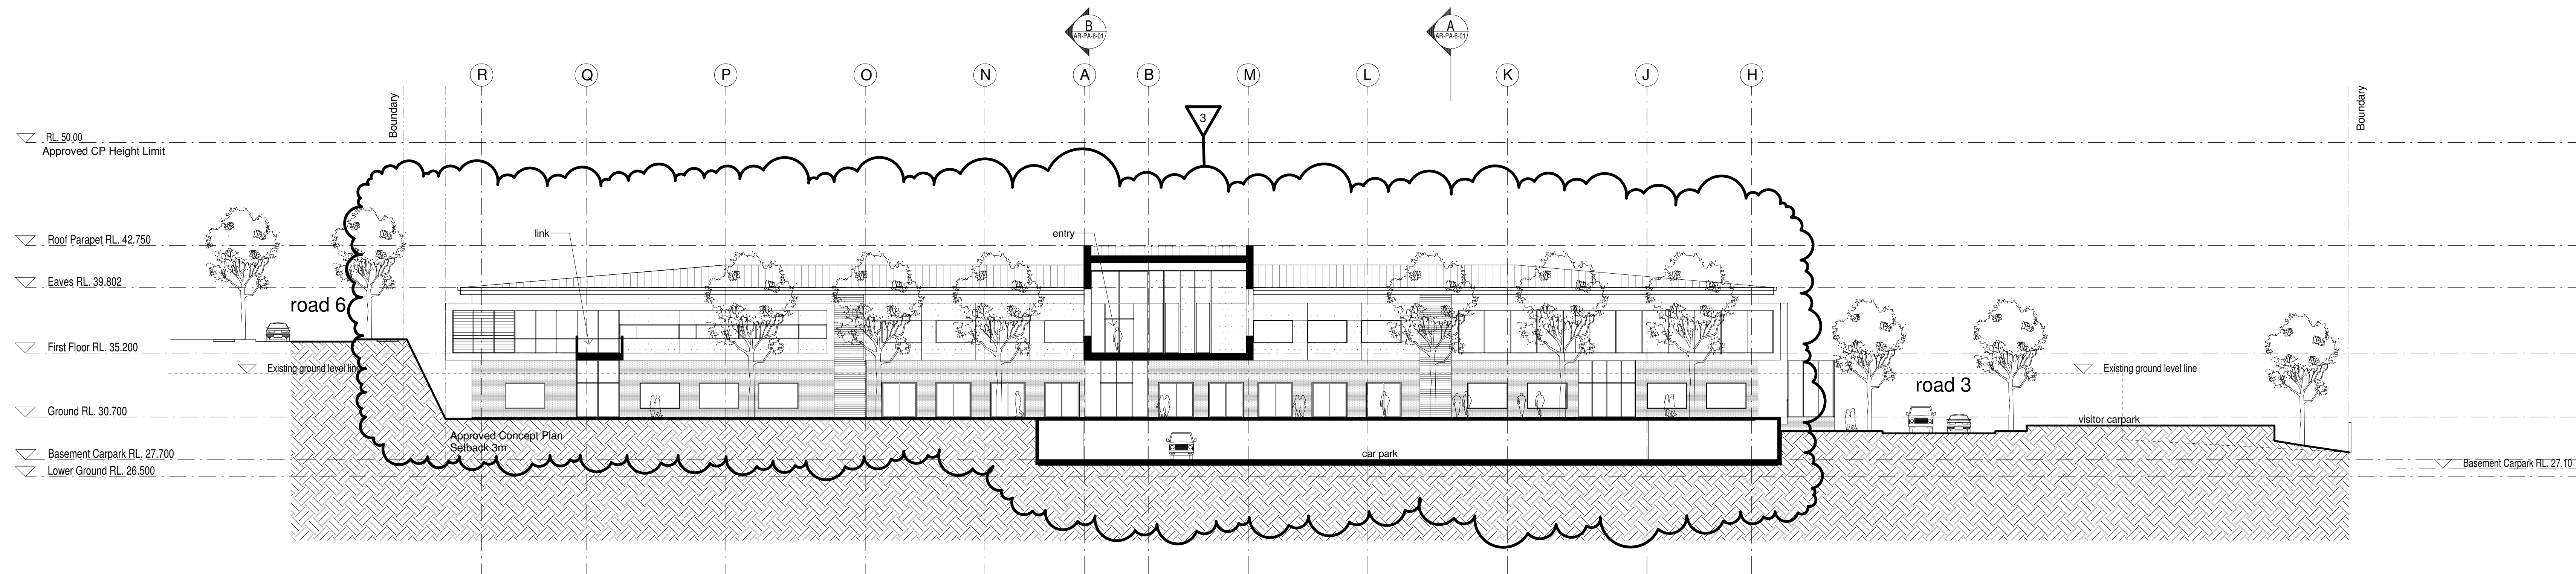 B
AR-PA-6-01
A
AR-PA-6-01
R
Q
P
O
N
A
B
M
L
K
J
H
Boundary
Boundary
3
RL. 50.00
Approved CP Height Limit
Roof Parapet RL. 42.750
link
entry
Eaves RL. 39.802
road 6
First Floor RL. 35.200
Existing ground level line
Existing ground level line
road 3
Ground RL. 30.700
visitor carpark
Approved Concept Plan
Setback 3m
Basement Carpark RL. 27.700
car park
Basement Carpark RL. 27.10
Lower Ground RL. 26.500